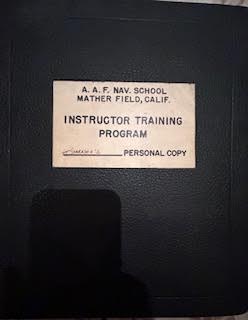 A. A. F. NAV. SCHOOL
MATHER FIELD, CALIF.
INSTRUCTOR TRAINING
PROGRAM
PERSONAL COPY